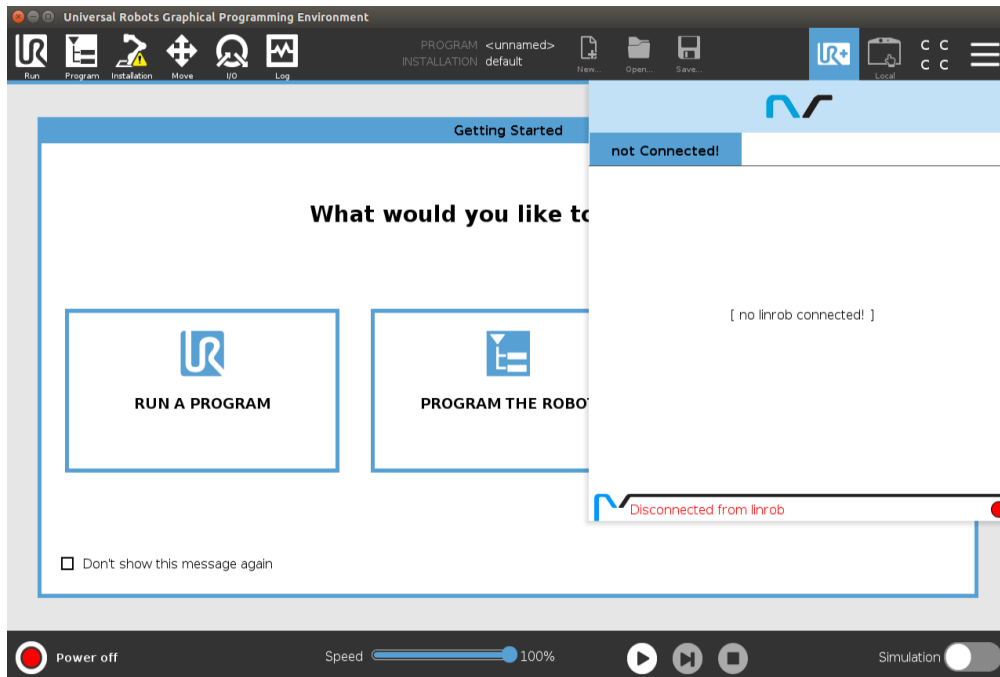 Universal Robots Graphical Programming Environment
PROGRAM <unnamed>
INSTALLATION default
Run Program Installation Move I/O Log New... Open... Save... Local
UR+
C C
C C
Getting Started
not Connected!
What would you like to
[ no linrob connected! ]
RUN A PROGRAM
PROGRAM THE ROBO
Disconnected from linrob
Don't show this message again
Power off
Speed 100%
Simulation